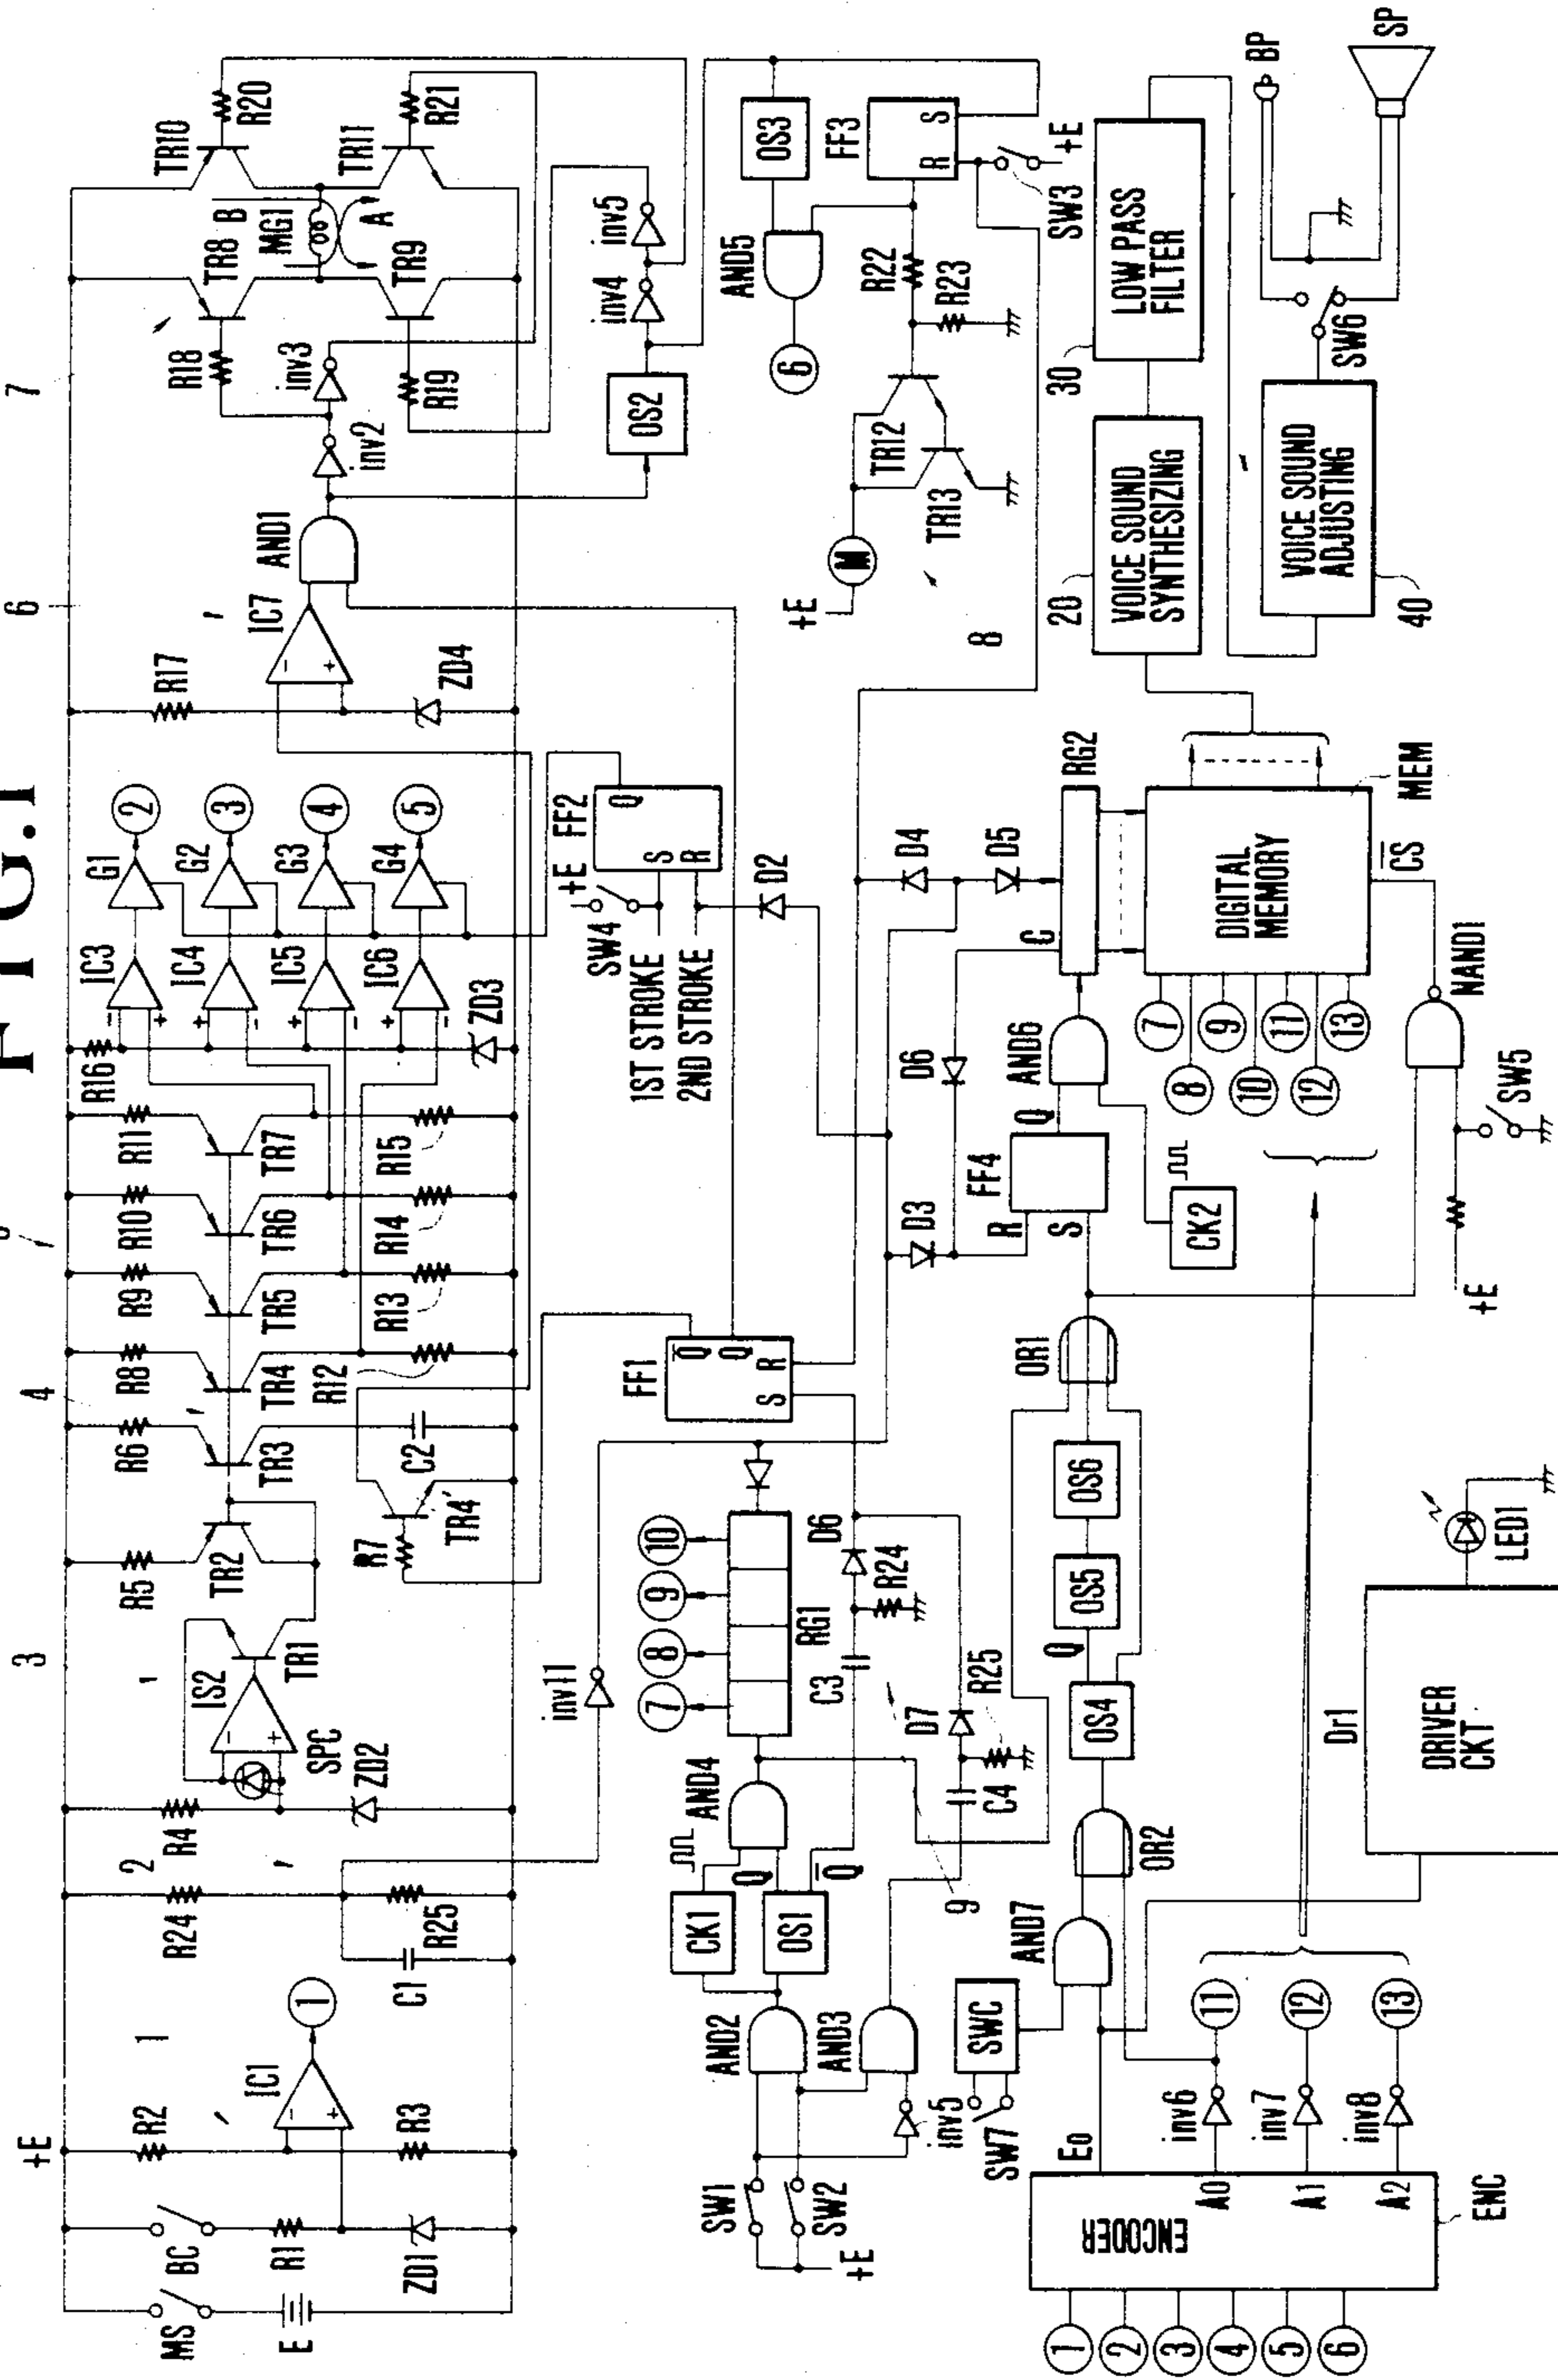 FIG.1
1
2
3
4
6
7
+E
MS
E
BC
R1
ZD1
R2
R3
IC1
①
C1
R24
R25
R4
ZD2
SPC
IS2
TR1
R5
TR2
R6
TR3
C2
R7
TR4'
R8
TR4
R12
R9
TR5
R13
R10
TR6
R14
R11
TR7
R15
R16
ZD3
IC3
IC4
IC5
IC6
G1
G2
G3
G4
②
③
④
⑤
R17
ZD4
IC7
AND1
inv2
inv3
R18
R19
TR8
TR9
MG1
B
A
TR10
TR11
R20
R21
OS2
inv4
inv5
SW1
SW2
+E
AND2
AND3
inv5
CK1
OS1
Q
Q̅
AND4
inv11
⑦
⑧
⑨
⑩
RG1
C3
R24
D6
C4
R25
D7
9
FF1
Q̅
Q
S
R
SW4
+E
1ST STROKE
2ND STROKE
FF2
S
R
Q
D2
+E
M
TR12
TR13
R22
R23
⑥
AND5
OS3
FF3
R
S
SW3
+E
8
①
②
③
④
⑤
⑥
ENCODER
ENC
E0
A0
A1
A2
inv6
inv7
inv8
⑪
⑫
⑬
SW7
SWC
AND7
OR2
OS4
Q
OS5
OS6
OR1
Dr1
DRIVER
CKT
LED1
D3
D6
R
S
FF4
Q
CK2
AND6
D4
D5
C
RG2
⑦
⑧
⑨
⑩
⑪
⑫
⑬
DIGITAL
MEMORY
MEM
C̅S̅
NAND1
SW5
+E
20
VOICE SOUND
SYNTHESIZING
30
LOW PASS
FILTER
40
VOICE SOUND
ADJUSTING
SW6
BP
SP